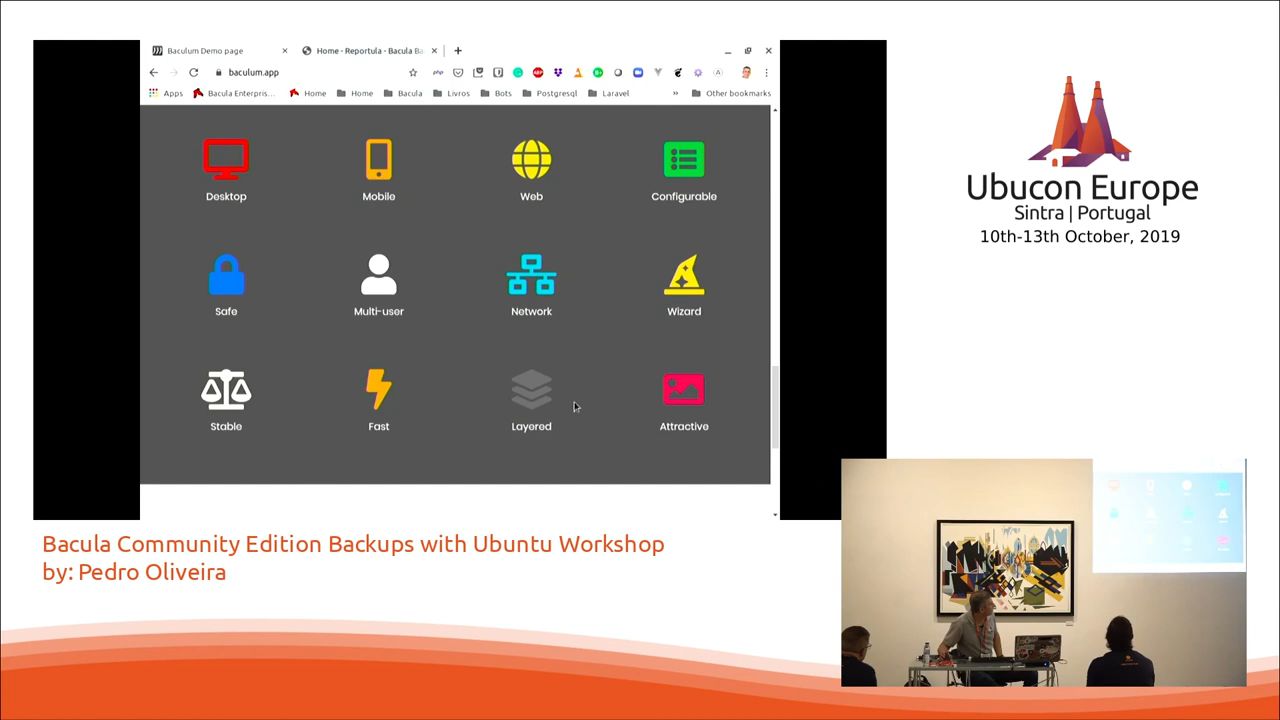 Baculum Demo page
Home - Reportula - Bacula Ba
baculum.app
Apps
Bacula Enterpris...
Home
Home
Bacula
Livros
Bots
Postgresql
Laravel
»
Other bookmarks
Desktop
Mobile
Web
Configurable
Safe
Multi-user
Network
Wizard
Stable
Fast
Layered
Attractive
Ubucon Europe
Sintra | Portugal
10th-13th October, 2019
Bacula Community Edition Backups with Ubuntu Workshop
by: Pedro Oliveira